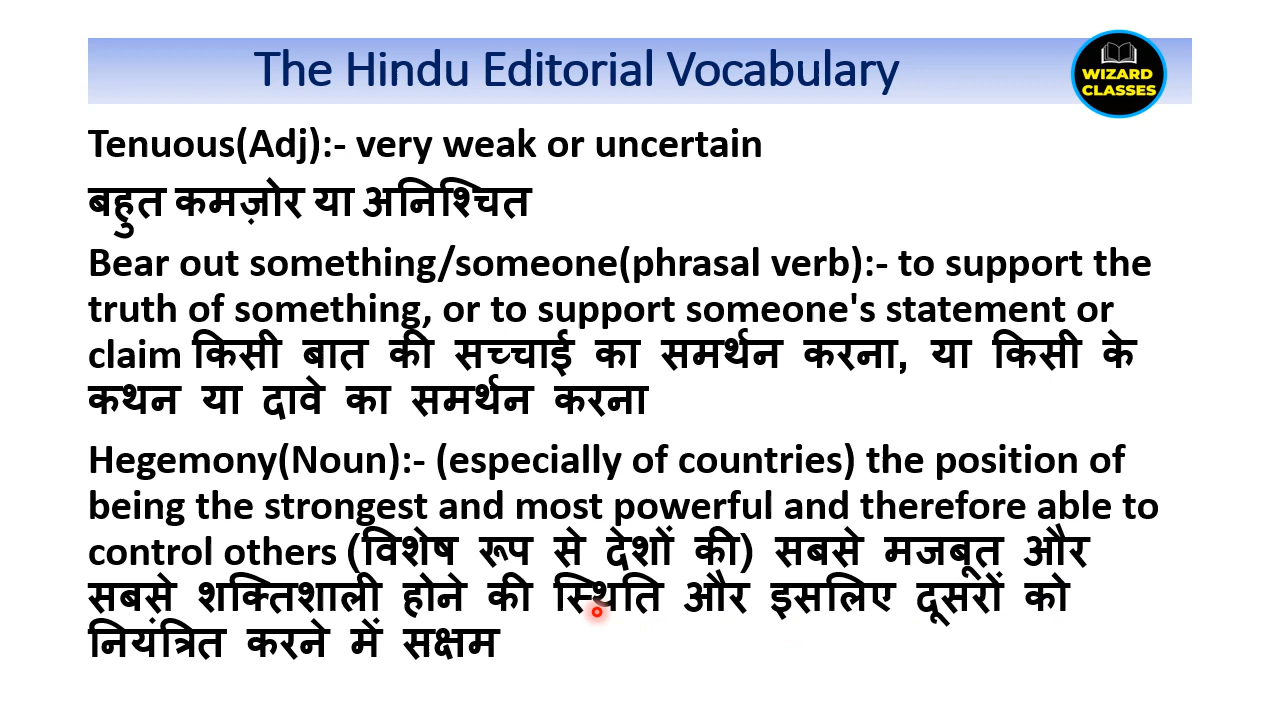 The Hindu Editorial Vocabulary
WIZARD
CLASSES
Tenuous(Adj):- very weak or uncertain
बहुत कमज़ोर या अनिश्चित
Bear out something/someone(phrasal verb):- to support the
truth of something, or to support someone's statement or
claim किसी बात की सच्चाई का समर्थन करना, या किसी के
कथन या दावे का समर्थन करना
Hegemony(Noun):- (especially of countries) the position of
being the strongest and most powerful and therefore able to
control others (विशेष रूप से देशों की) सबसे मजबूत और
सबसे शक्तिशाली होने की स्थिति और इसलिए दूसरों को
नियंत्रित करने में सक्षम